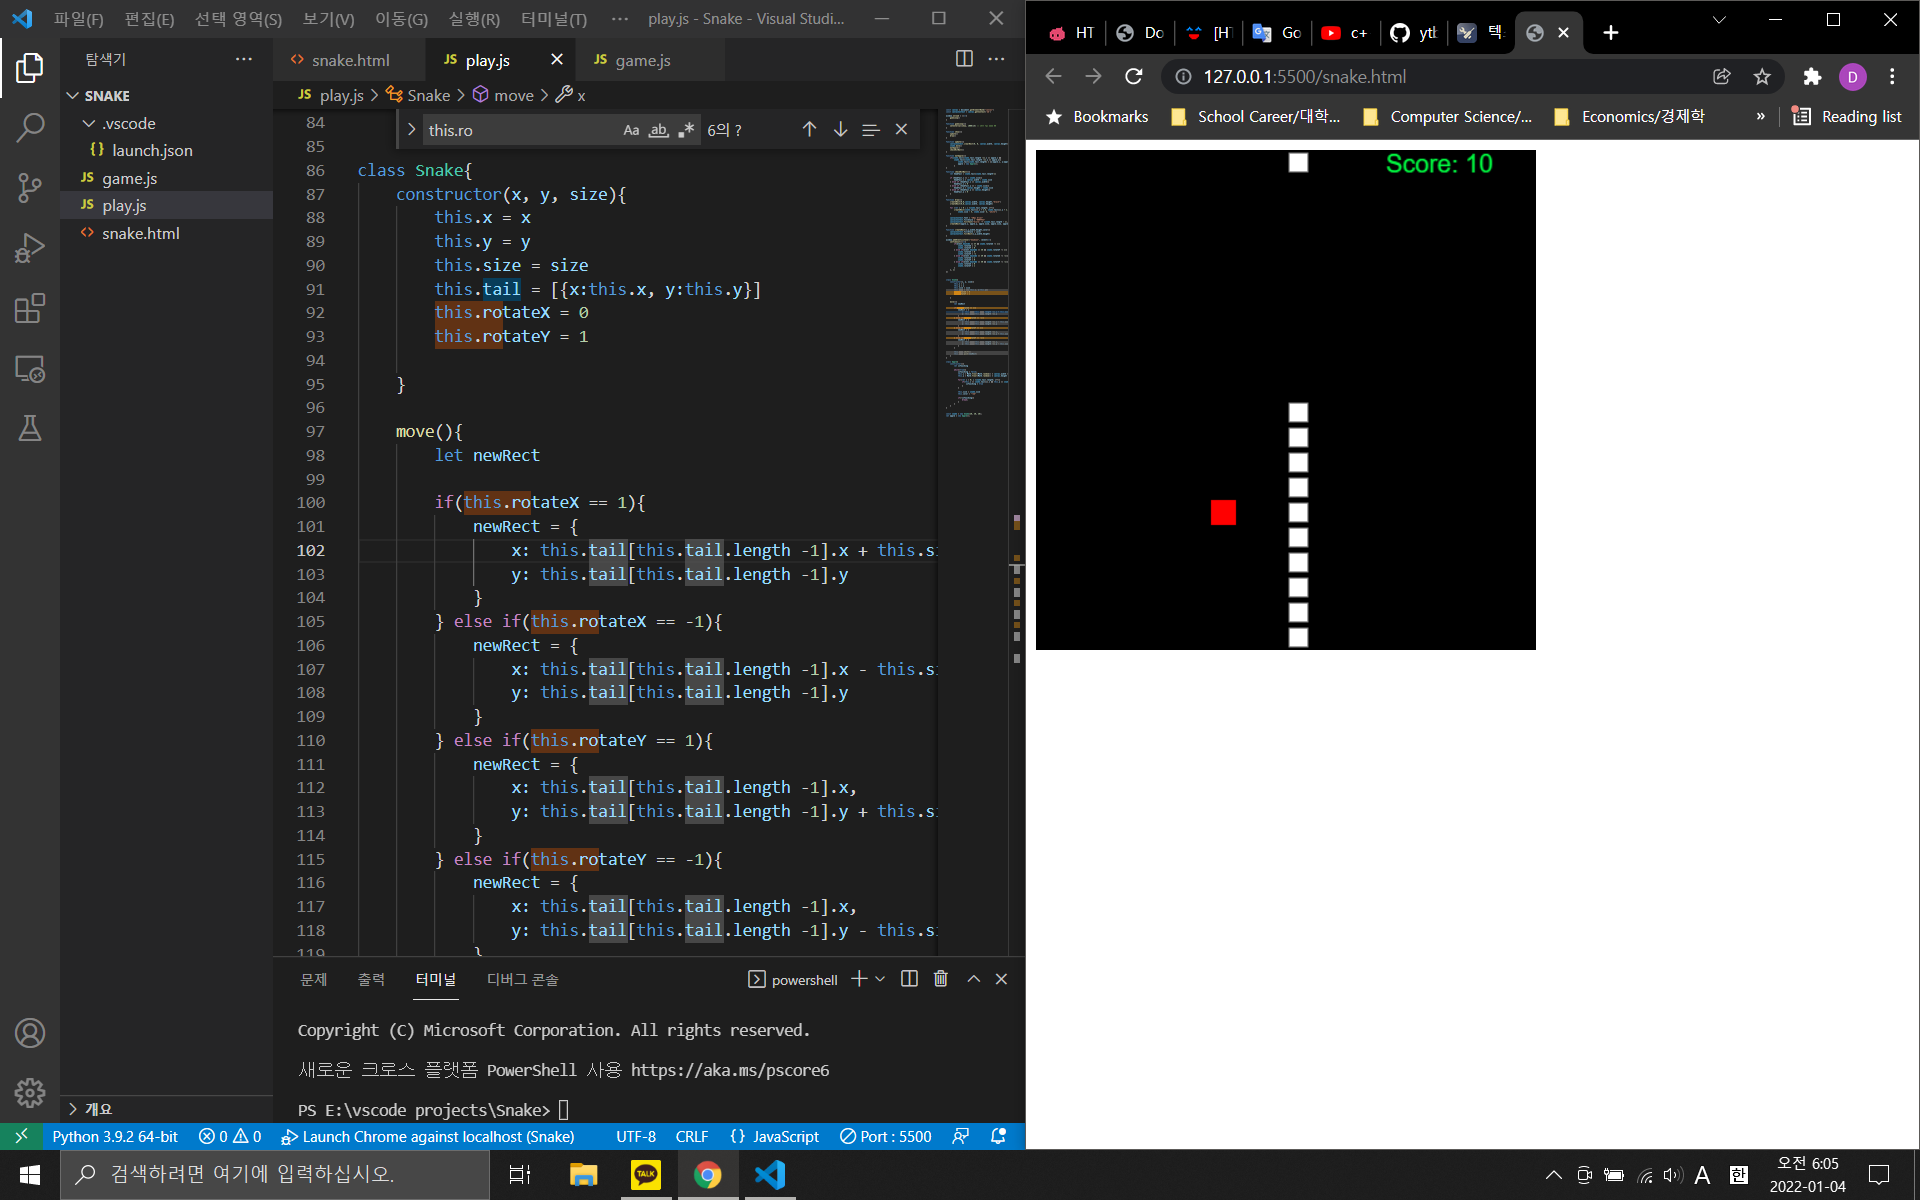 파일(F) 편집(E) 선택 영역(S) 보기(V) 이동(G) 실행(R) 터미널(T) ··· play.js - Snake - Visual Studi...
탐색기 ···
SNAKE
.vscode
{} launch.json
JS game.js
JS play.js
<> snake.html
개요
<> snake.html JS play.js JS game.js
JS play.js > Snake > move > x
this.ro Aa ab 6의 ?
84
85
86 class Snake{
87 constructor(x, y, size){
88 this.x = x
89 this.y = y
90 this.size = size
91 this.tail = [{x:this.x, y:this.y}]
92 this.rotateX = 0
93 this.rotateY = 1
94
95 }
96
97 move(){
98 let newRect
99
100 if(this.rotateX == 1){
101 newRect = {
102 x: this.tail[this.tail.length -1].x + this.si
103 y: this.tail[this.tail.length -1].y
104 }
105 } else if(this.rotateX == -1){
106 newRect = {
107 x: this.tail[this.tail.length -1].x - this.si
108 y: this.tail[this.tail.length -1].y
109 }
110 } else if(this.rotateY == 1){
111 newRect = {
112 x: this.tail[this.tail.length -1].x,
113 y: this.tail[this.tail.length -1].y + this.si
114 }
115 } else if(this.rotateY == -1){
116 newRect = {
117 x: this.tail[this.tail.length -1].x,
118 y: this.tail[this.tail.length -1].y - this.si
119 }
문제 출력 터미널 디버그 콘솔 powershell
Copyright (C) Microsoft Corporation. All rights reserved.
새로운 크로스 플랫폼 PowerShell 사용 https://aka.ms/pscore6
PS E:\vscode projects\Snake>
Python 3.9.2 64-bit 0 0 Launch Chrome against localhost (Snake) UTF-8 CRLF {} JavaScript Port : 5500
HT Do [H Go c+ ytb 텍
127.0.0.1:5500/snake.html D
Bookmarks School Career/대학... Computer Science/... Economics/경제학 » Reading list
Score: 10
검색하려면 여기에 입력하십시오.
TALK
A 한
오전 6:05
2022-01-04